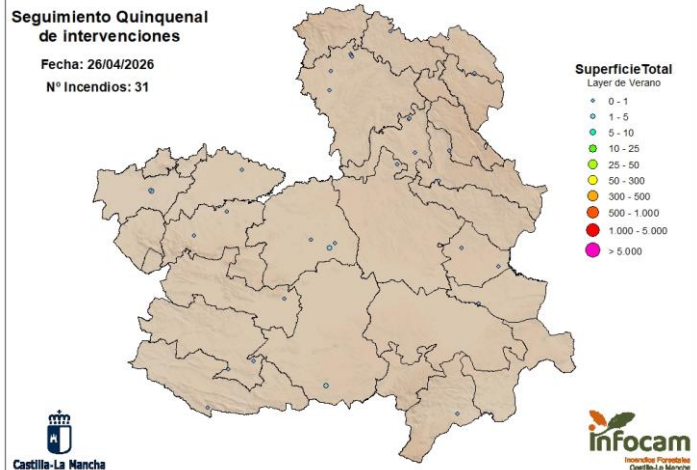 Seguimiento Quinquenal
de intervenciones
Fecha: 26/04/2026
Nº Incendios: 31
SuperficieTotal
Layer de Verano
0 - 1
1 - 5
5 - 10
10 - 25
25 - 50
50 - 300
300 - 500
500 - 1.000
1.000 - 5.000
> 5.000
Castilla-La Mancha
infocam
Incendios Forestales
Castilla-La Mancha